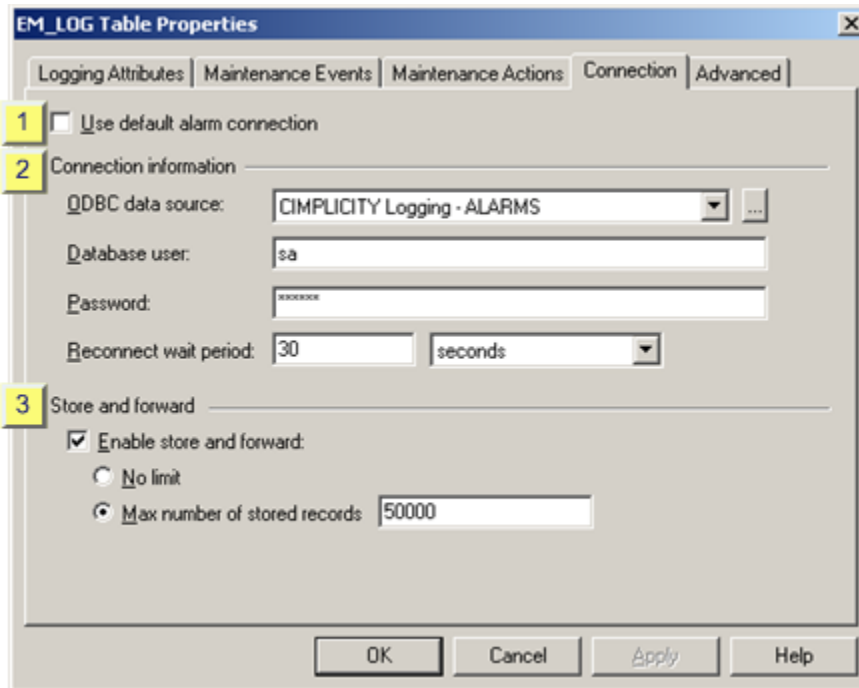 EM_LOG Table Properties
Logging Attributes Maintenance Events Maintenance Actions Connection Advanced
1 Use default alarm connection
2 Connection information
ODBC data source: CIMPLICITY Logging - ALARMS ...
Database user: sa
Password: ******
Reconnect wait period: 30 seconds
3 Store and forward
Enable store and forward:
No limit
Max number of stored records 50000
OK Cancel Apply Help